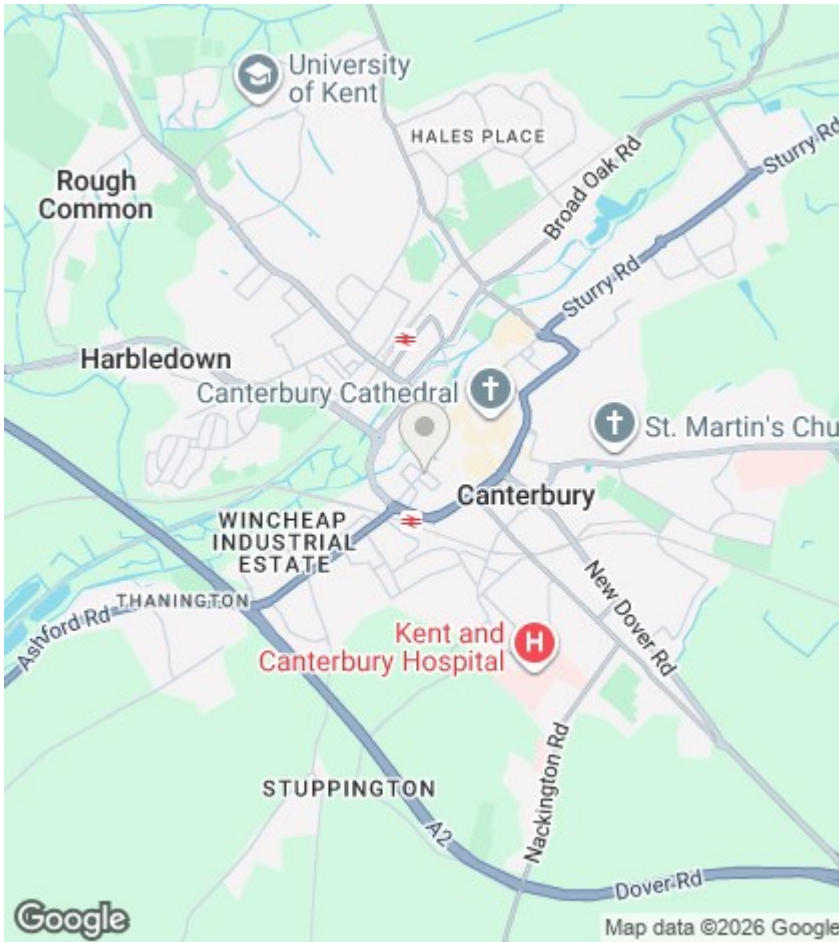 University
of Kent
HALES PLACE
Sturry Rd
Broad Oak Rd
Rough
Common
Sturry Rd
Harbledown
Canterbury Cathedral
St. Martin's Chu
Canterbury
WINCHEAP
INDUSTRIAL
ESTATE
THANINGTON
Ashford Rd
New Dover Rd
Kent and
Canterbury Hospital
H
STUPPINGTON
Nackington Rd
A2
Dover Rd
Google
Map data ©2026 Google